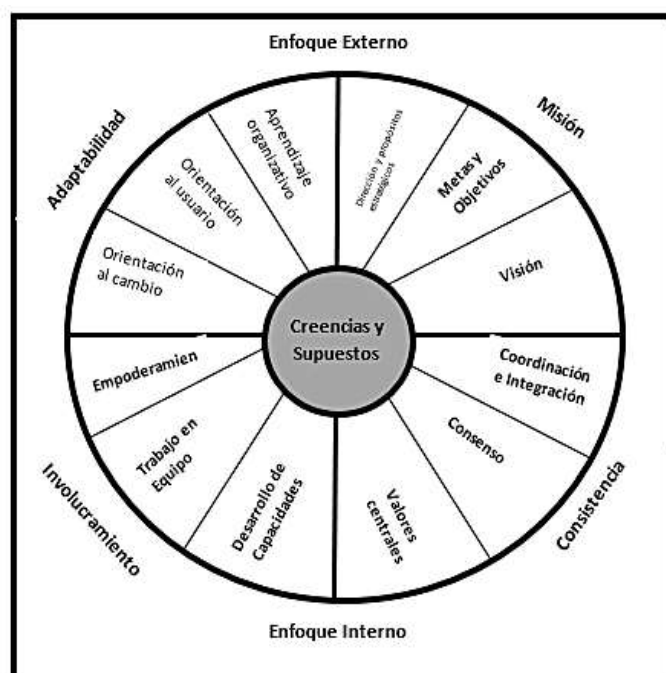 Enfoque Externo
Adaptabilidad
Misión
Aprendizaje
organizativo
Dirección y propósitos
estratégicos
Orientación
al usuario
Metas y
Objetivos
Orientación
al cambio
Visión
Creencias y
Supuestos
Empoderamien
Coordinación
e Integración
Trabajo en
Equipo
Consenso
Desarrollo de
Capacidades
Valores
centrales
Involucramiento
Consistencia
Enfoque Interno